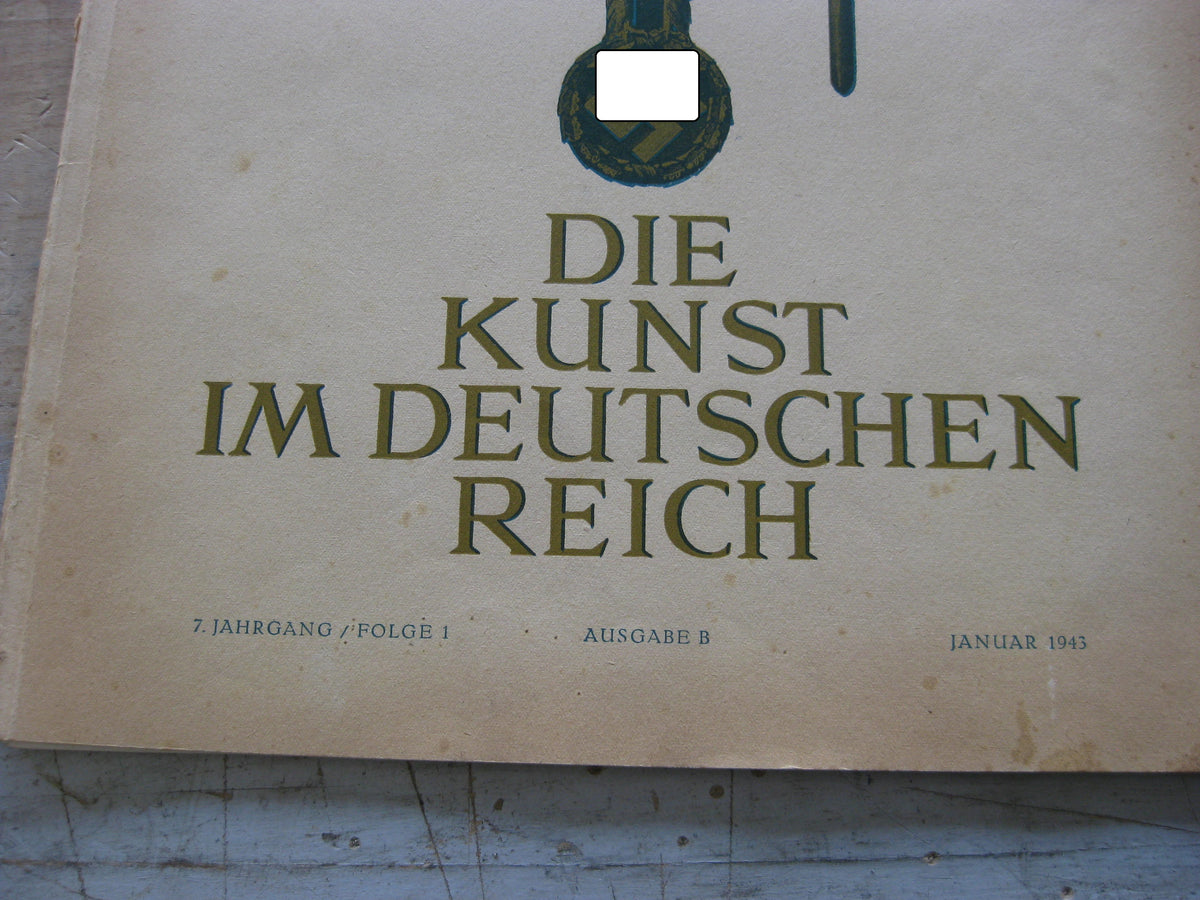 DIE
KUNST
IM DEUTSCHEN
REICH
7. JAHRGANG / FOLGE 1 AUSGABE B JANUAR 1943